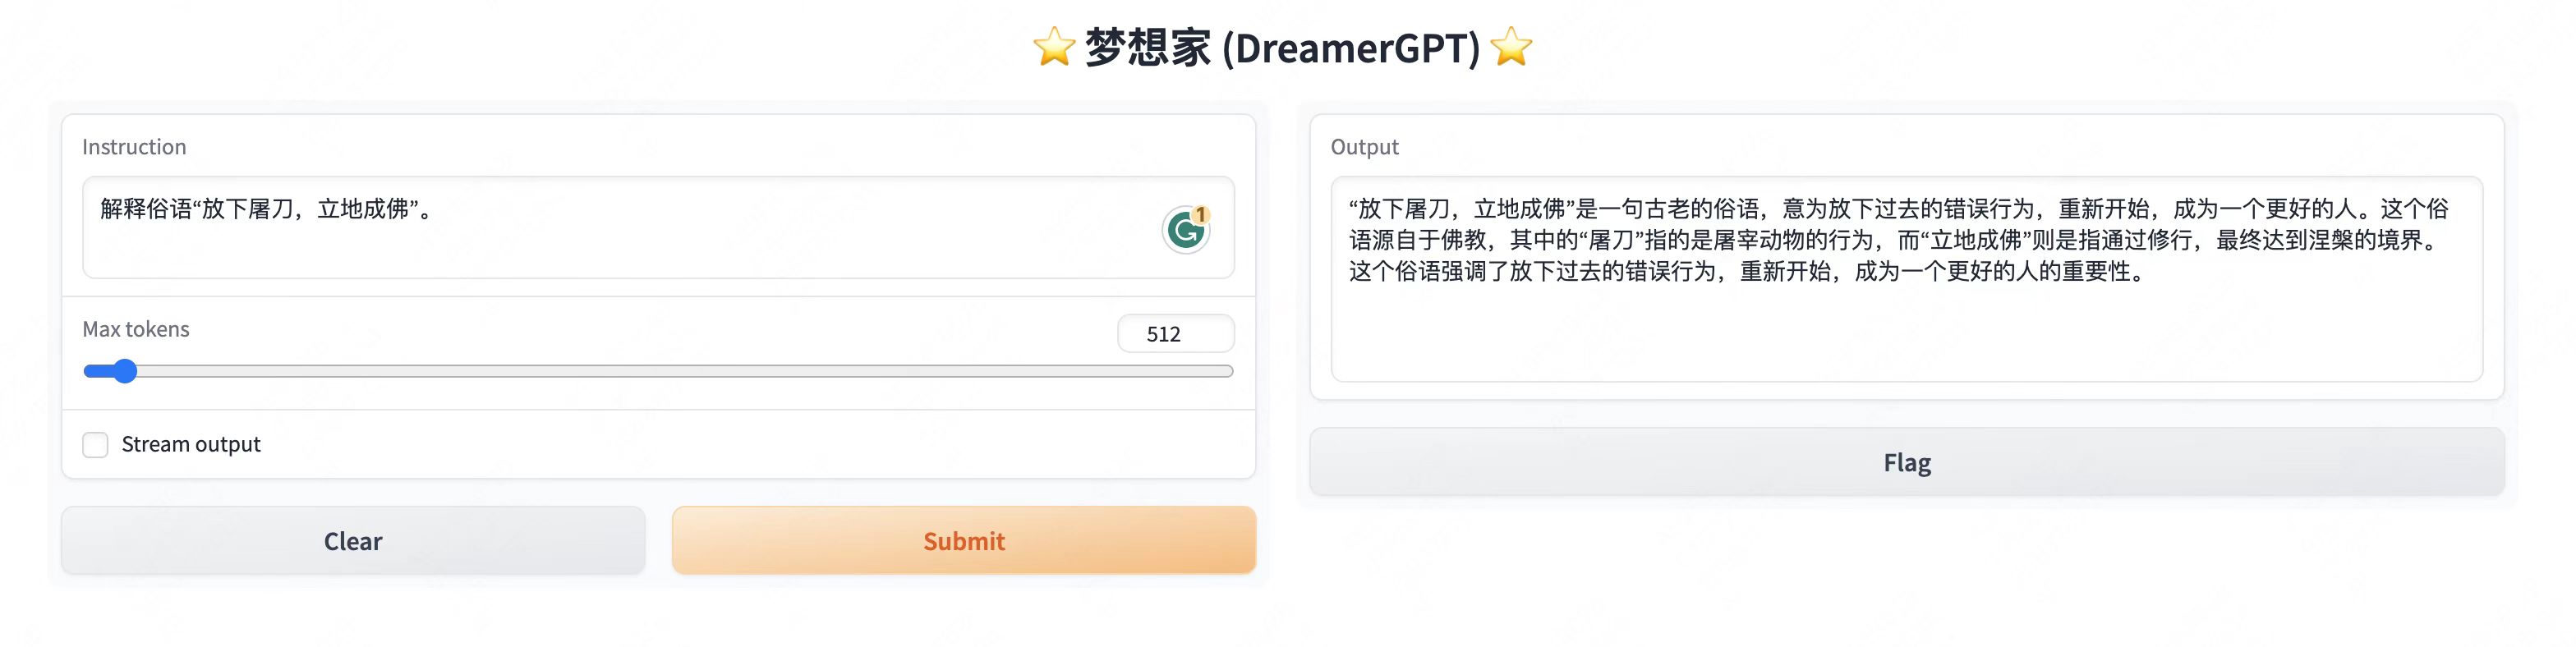 ⭐ 梦想家 (DreamerGPT) ⭐
Instruction
解释俗语“放下屠刀，立地成佛”。
1
Max tokens
512
Stream output
Clear
Submit
Output
“放下屠刀，立地成佛”是一句古老的俗语，意为放下过去的错误行为，重新开始，成为一个更好的人。这个俗
语源自于佛教，其中的“屠刀”指的是屠宰动物的行为，而“立地成佛”则是指通过修行，最终达到涅槃的境界。
这个俗语强调了放下过去的错误行为，重新开始，成为一个更好的人的重要性。
Flag